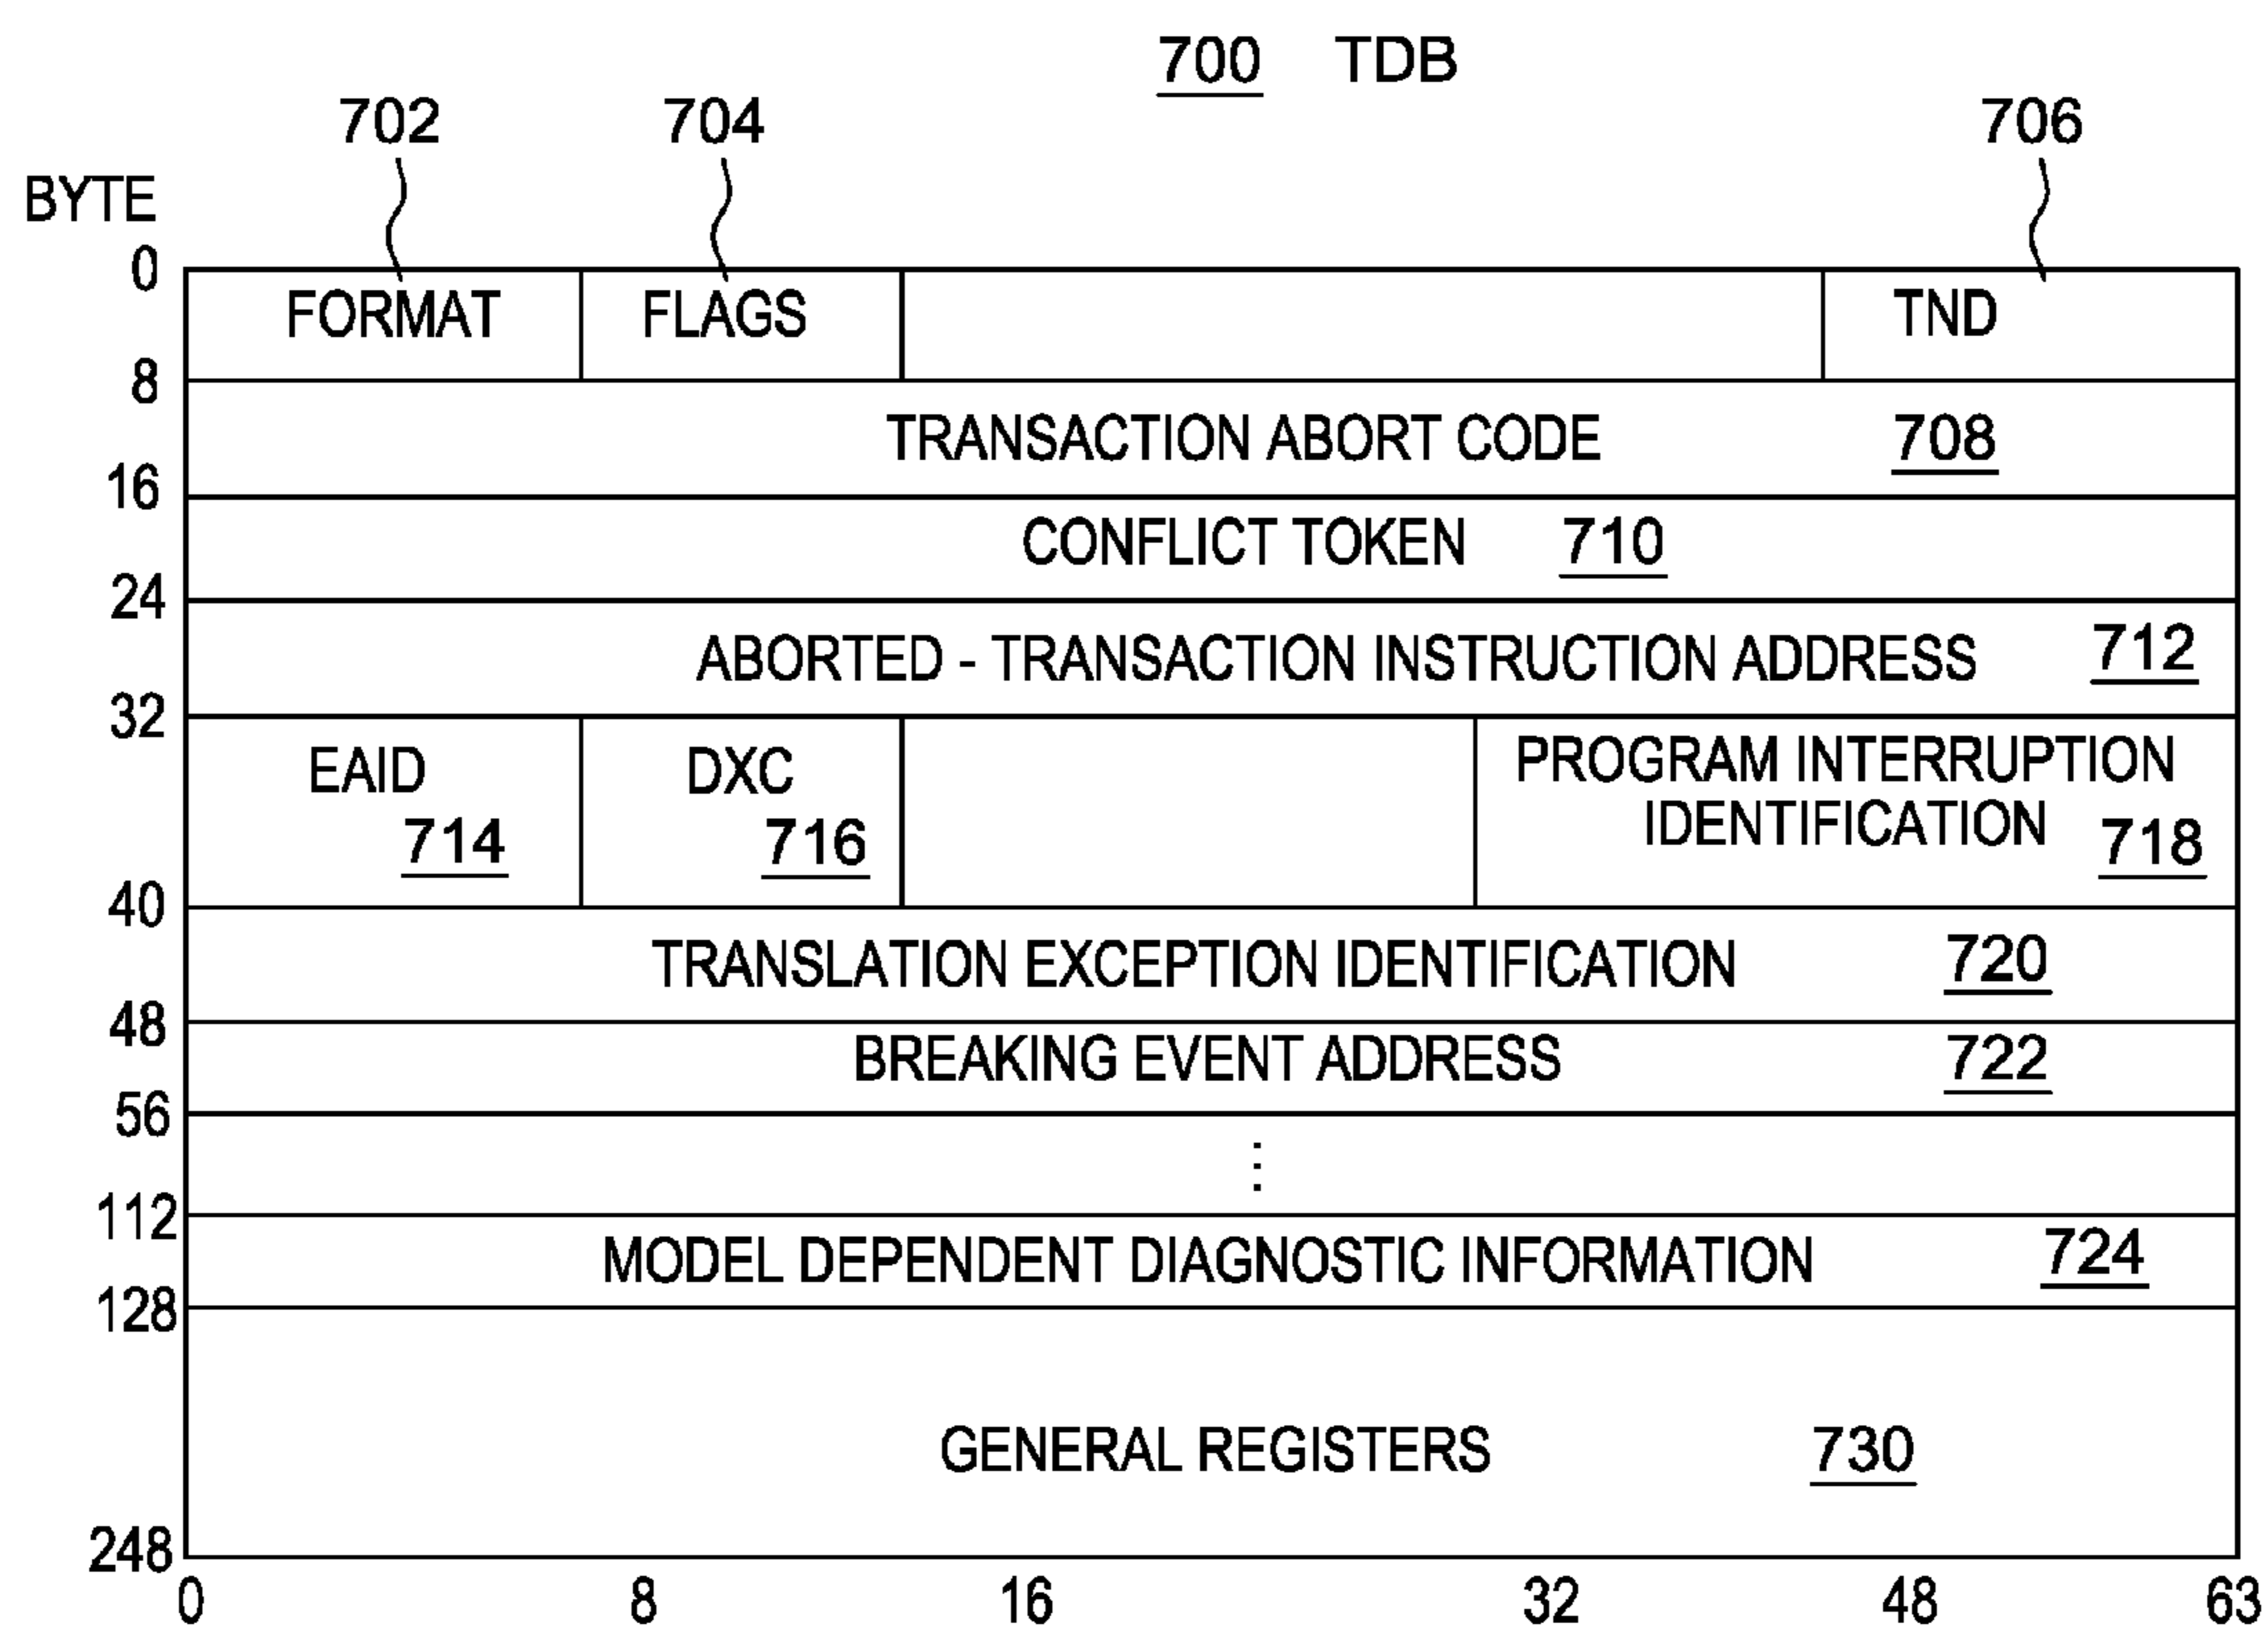 700 TDB
702 704 706
BYTE
0
FORMAT FLAGS TND
8
TRANSACTION ABORT CODE 708
16
CONFLICT TOKEN 710
24
ABORTED - TRANSACTION INSTRUCTION ADDRESS 712
32
EAID DXC PROGRAM INTERRUPTION
714 716 IDENTIFICATION 718
40
TRANSLATION EXCEPTION IDENTIFICATION 720
48
BREAKING EVENT ADDRESS 722
56
⋮
112
MODEL DEPENDENT DIAGNOSTIC INFORMATION 724
128
GENERAL REGISTERS 730
248
0 8 16 32 48 63